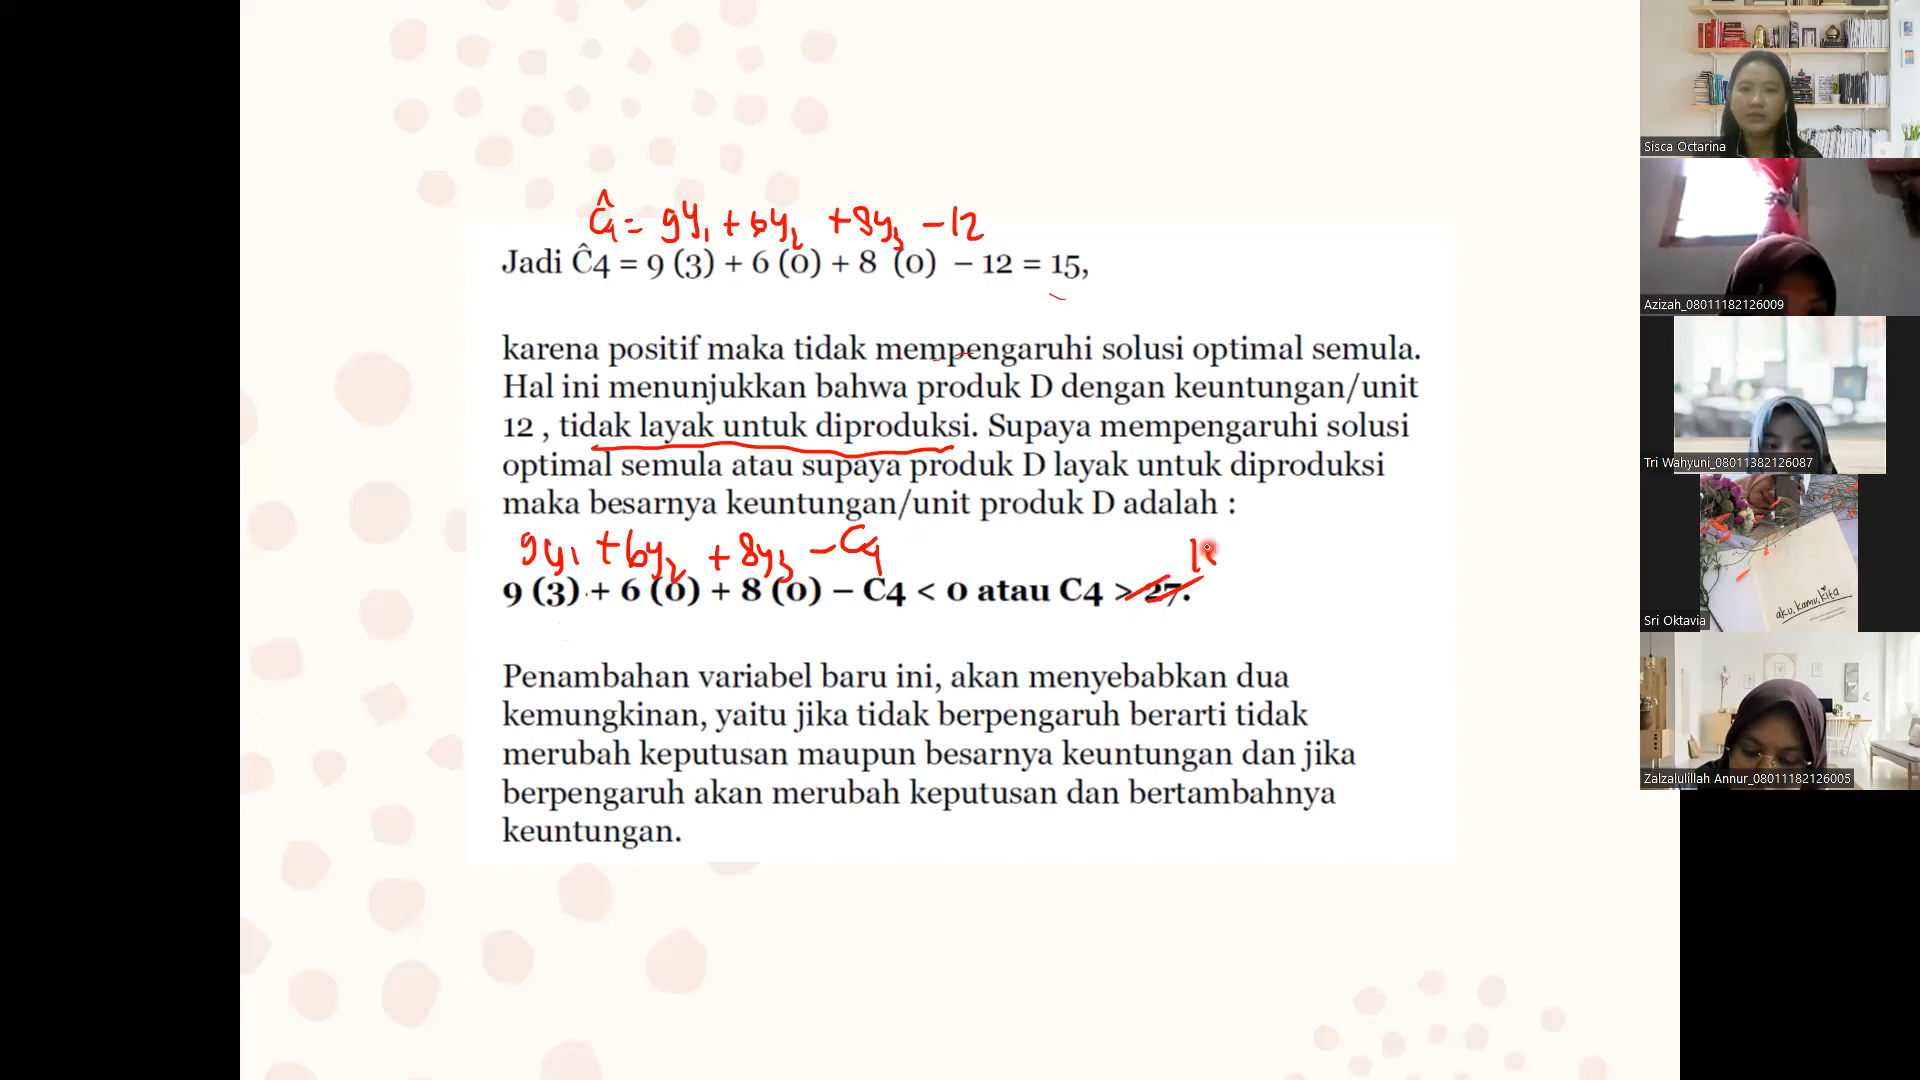 Ĉ4 = 9y1 + 6y2 + 8y3 - 12
Jadi Ĉ4 = 9 (3) + 6 (0) + 8 (0) – 12 = 15,
karena positif maka tidak mempengaruhi solusi optimal semula.
Hal ini menunjukkan bahwa produk D dengan keuntungan/unit
12 , tidak layak untuk diproduksi. Supaya mempengaruhi solusi
optimal semula atau supaya produk D layak untuk diproduksi
maka besarnya keuntungan/unit produk D adalah :
9y1 + 6y2 + 8y3 - C4
9 (3) + 6 (0) + 8 (0) – C4 < 0 atau C4 > 27.
Penambahan variabel baru ini, akan menyebabkan dua
kemungkinan, yaitu jika tidak berpengaruh berarti tidak
merubah keputusan maupun besarnya keuntungan dan jika
berpengaruh akan merubah keputusan dan bertambahnya
keuntungan.
Sisca Octarina
Azizah_08011182126009
Tri Wahyuni_08011382126087
aku, kamu, kita
Sri Oktavia
Zalzalulillah Annur_08011182126005